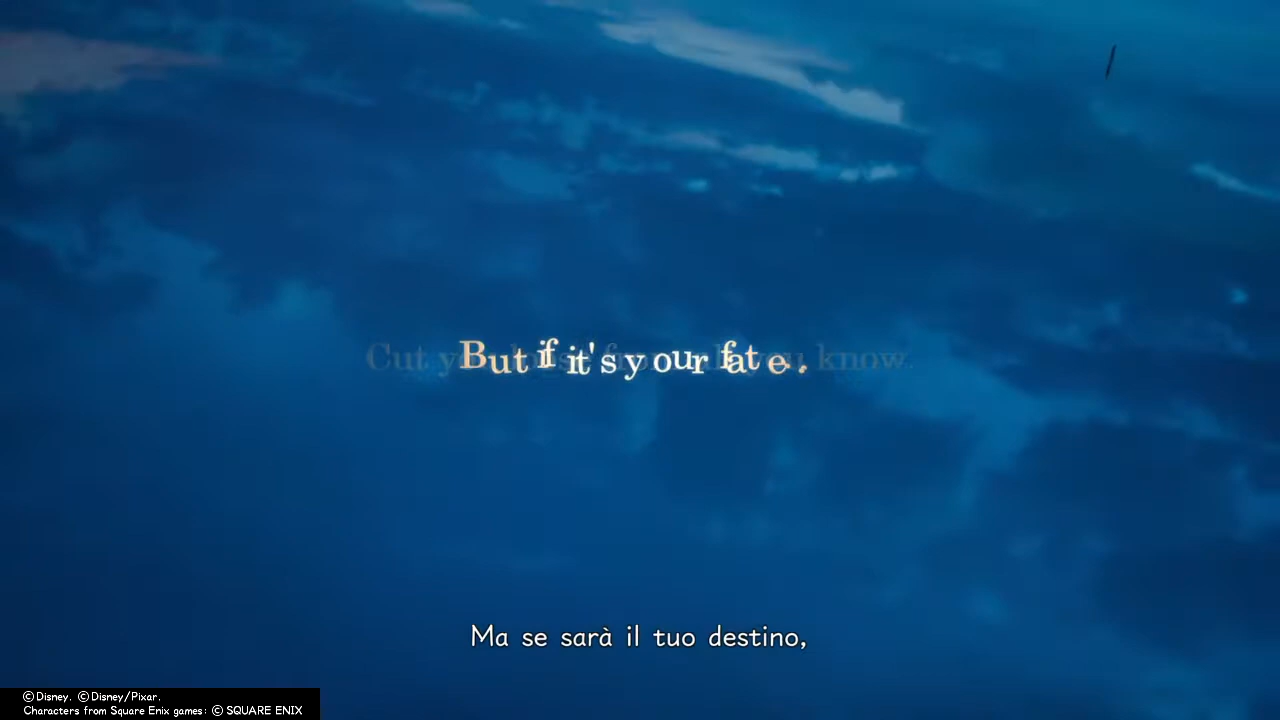 But if it's your fate...
Ma se sarà il tuo destino,
©Disney. ©Disney/Pixar.
Characters from Square Enix games: © SQUARE ENIX